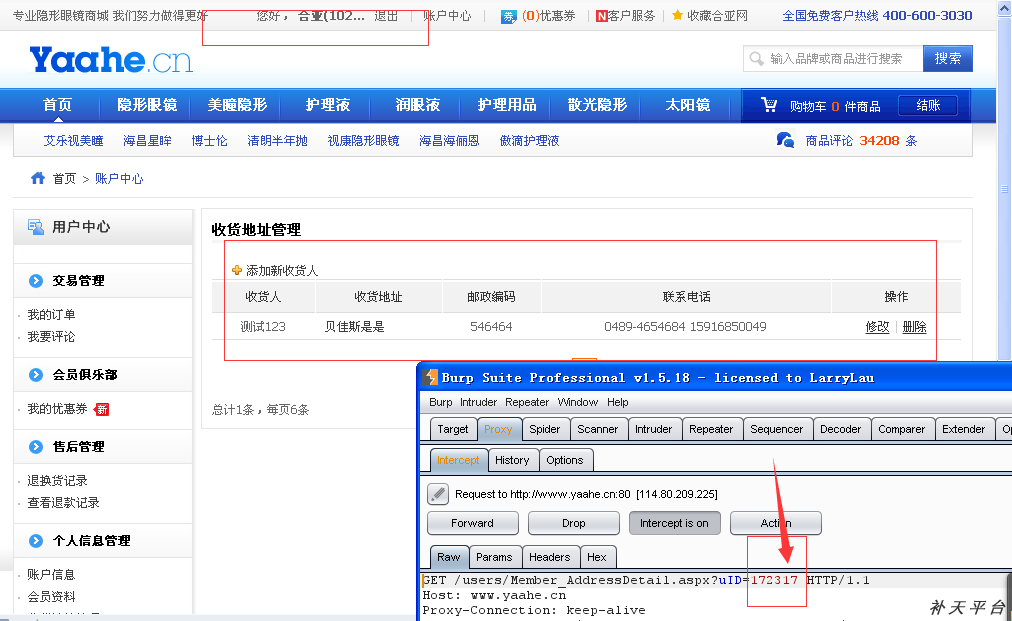 专业隐形眼镜商城 我们努力做得更好 您好， 合亚(102... 退出 账户中心 券 (0)优惠券 N客户服务 收藏合亚网 全国免费客户热线 400-600-3030
Yaahe.cn
输入品牌或商品进行搜索 搜索
首页 隐形眼镜 美瞳隐形 护理液 润眼液 护理用品 散光隐形 太阳镜 购物车 0 件商品 结账
艾乐视美瞳 海昌星眸 博士伦 清朗半年抛 视康隐形眼镜 海昌海俪恩 傲滴护理液 商品评论 34208 条
首页 > 账户中心
用户中心
交易管理
我的订单
我要评论
会员俱乐部
我的优惠券 新
售后管理
退换货记录
查看退款记录
个人信息管理
账户信息
会员资料
收货地址管理
添加新收货人
收货人 收货地址 邮政编码 联系电话 操作
测试123 贝佳斯是是 546464 0489-4654684 15916850049 修改 | 删除
总计1条，每页6条
Burp Suite Professional v1.5.18 - licensed to LarryLau
Burp Intruder Repeater Window Help
Target Proxy Spider Scanner Intruder Repeater Sequencer Decoder Comparer Extender Op
Intercept History Options
Request to http://www.yaahe.cn:80 [114.80.209.225]
Forward Drop Intercept is on Action
Raw Params Headers Hex
GET /users/Member_AddressDetail.aspx?uID=172317 HTTP/1.1
Host: www.yaahe.cn
Proxy-Connection: keep-alive
补天平台